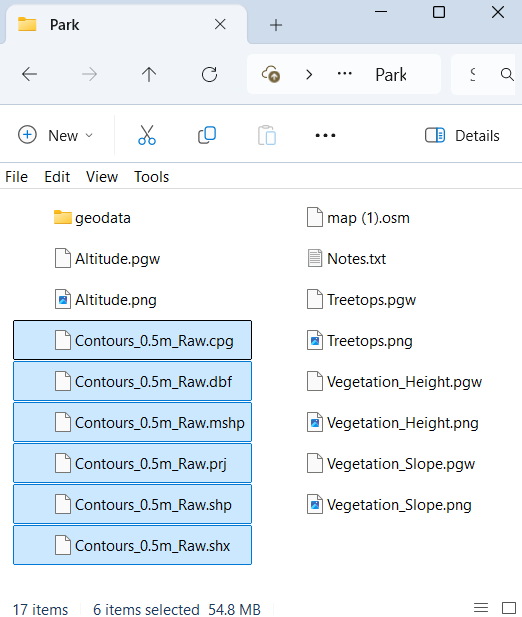 Park
Park
New
Details
File Edit View Tools
geodata
Altitude.pgw
Altitude.png
Contours_0.5m_Raw.cpg
Contours_0.5m_Raw.dbf
Contours_0.5m_Raw.mshp
Contours_0.5m_Raw.prj
Contours_0.5m_Raw.shp
Contours_0.5m_Raw.shx
map (1).osm
Notes.txt
Treetops.pgw
Treetops.png
Vegetation_Height.pgw
Vegetation_Height.png
Vegetation_Slope.pgw
Vegetation_Slope.png
17 items 6 items selected 54.8 MB